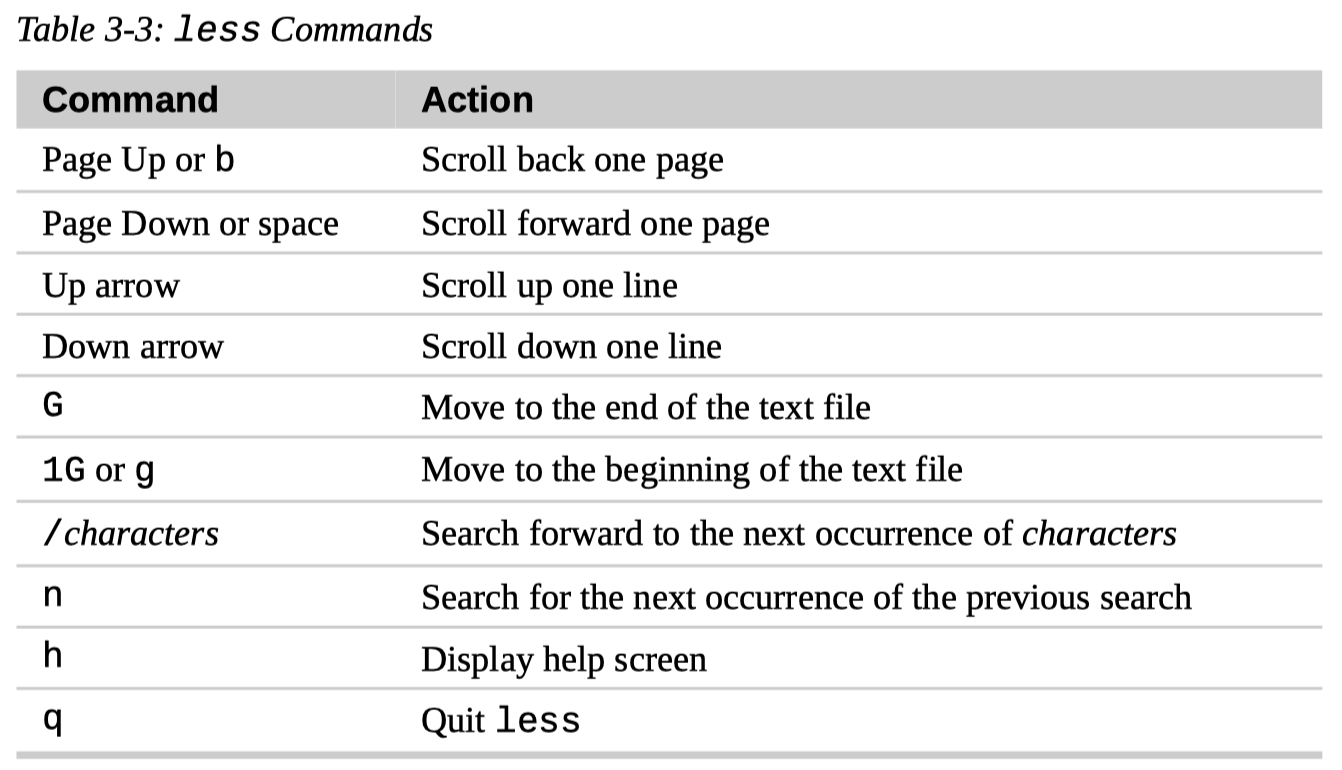 Table 3-3: less Commands
Command Action
Page Up or b Scroll back one page
Page Down or space Scroll forward one page
Up arrow Scroll up one line
Down arrow Scroll down one line
G Move to the end of the text file
1G or g Move to the beginning of the text file
/characters Search forward to the next occurrence of characters
n Search for the next occurrence of the previous search
h Display help screen
q Quit less